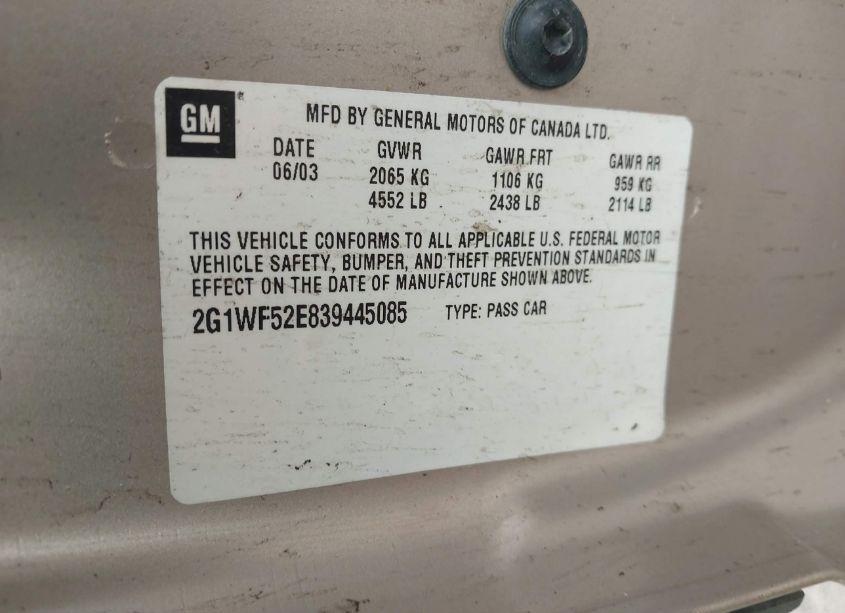 GM
MFD BY GENERAL MOTORS OF CANADA LTD.
DATE GVWR GAWR FRT GAWR RR
06/03 2065 KG 1106 KG 959 KG
4552 LB 2438 LB 2114 LB
THIS VEHICLE CONFORMS TO ALL APPLICABLE U.S. FEDERAL MOTOR
VEHICLE SAFETY, BUMPER, AND THEFT PREVENTION STANDARDS IN
EFFECT ON THE DATE OF MANUFACTURE SHOWN ABOVE.
2G1WF52E839445085 TYPE: PASS CAR